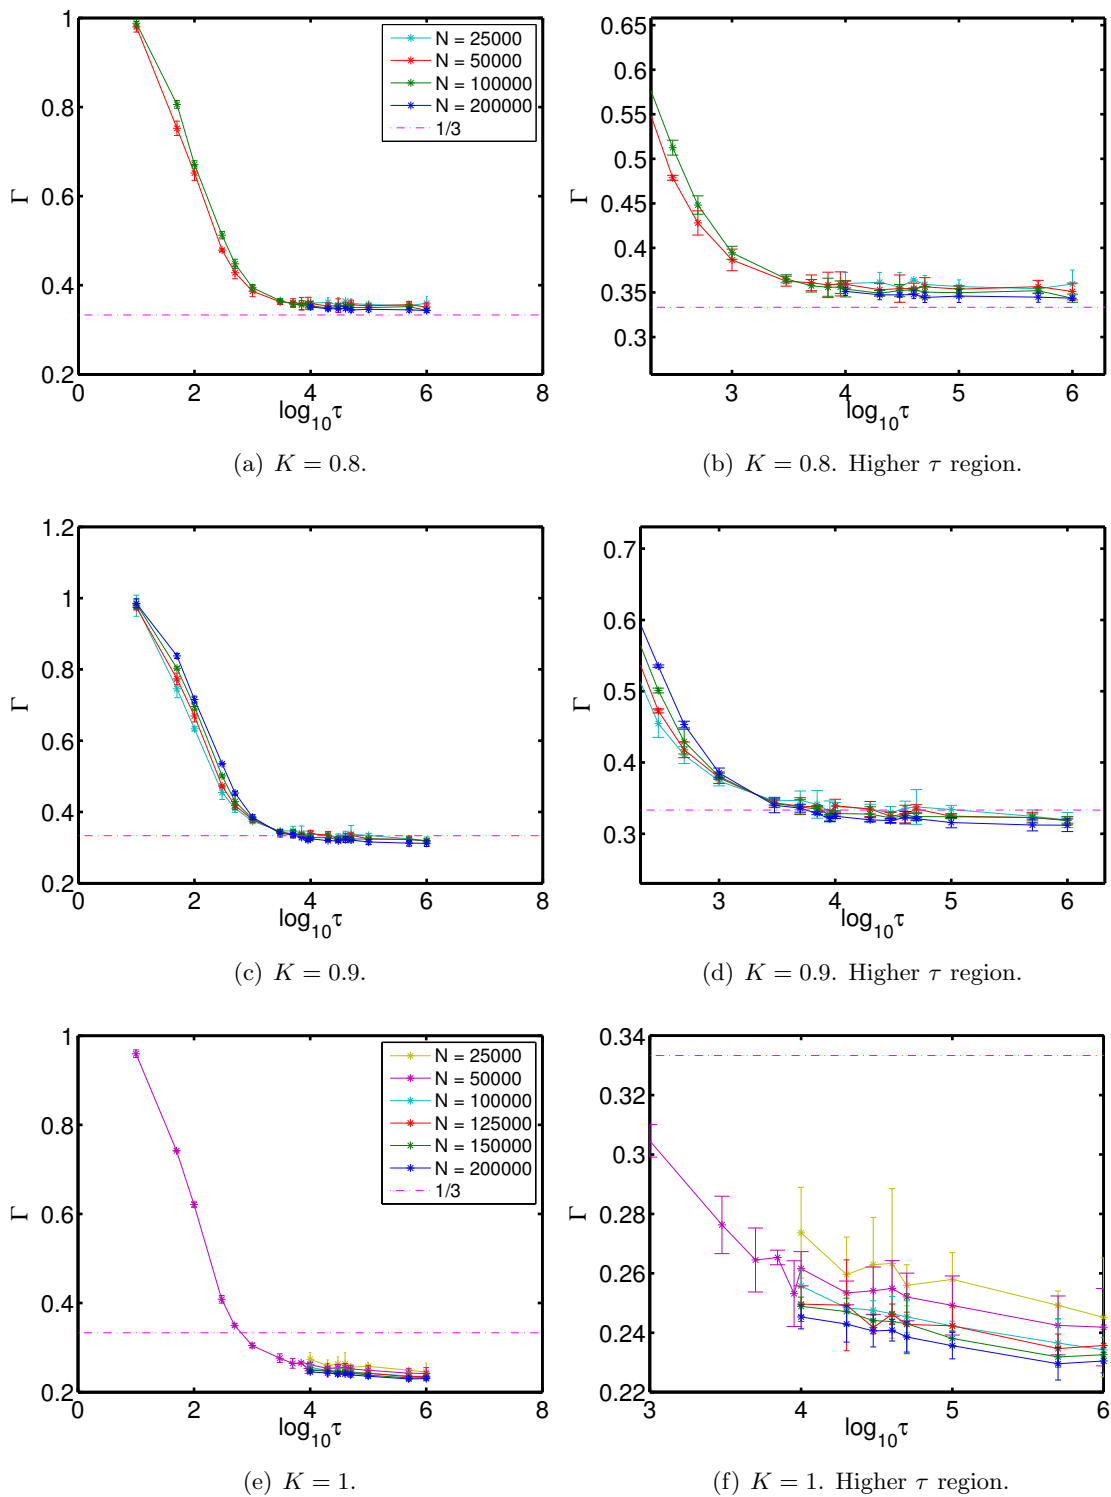 1
0.8
0.6
0.4
0.2
Γ
0 2 4 6 8
log10τ
N = 25000
N = 50000
N = 100000
N = 200000
1/3
(a) K = 0.8.
0.65
0.6
0.55
0.5
0.45
0.4
0.35
0.3
Γ
3 4 5 6
log10τ
(b) K = 0.8. Higher τ region.
1.2
1
0.8
0.6
0.4
0.2
Γ
0 2 4 6 8
log10τ
(c) K = 0.9.
0.7
0.6
0.5
0.4
0.3
Γ
3 4 5 6
log10τ
(d) K = 0.9. Higher τ region.
1
0.8
0.6
0.4
0.2
Γ
0 2 4 6 8
log10τ
N = 25000
N = 50000
N = 100000
N = 125000
N = 150000
N = 200000
1/3
(e) K = 1.
0.34
0.32
0.3
0.28
0.26
0.24
0.22
Γ
3 4 5 6
log10τ
(f) K = 1. Higher τ region.